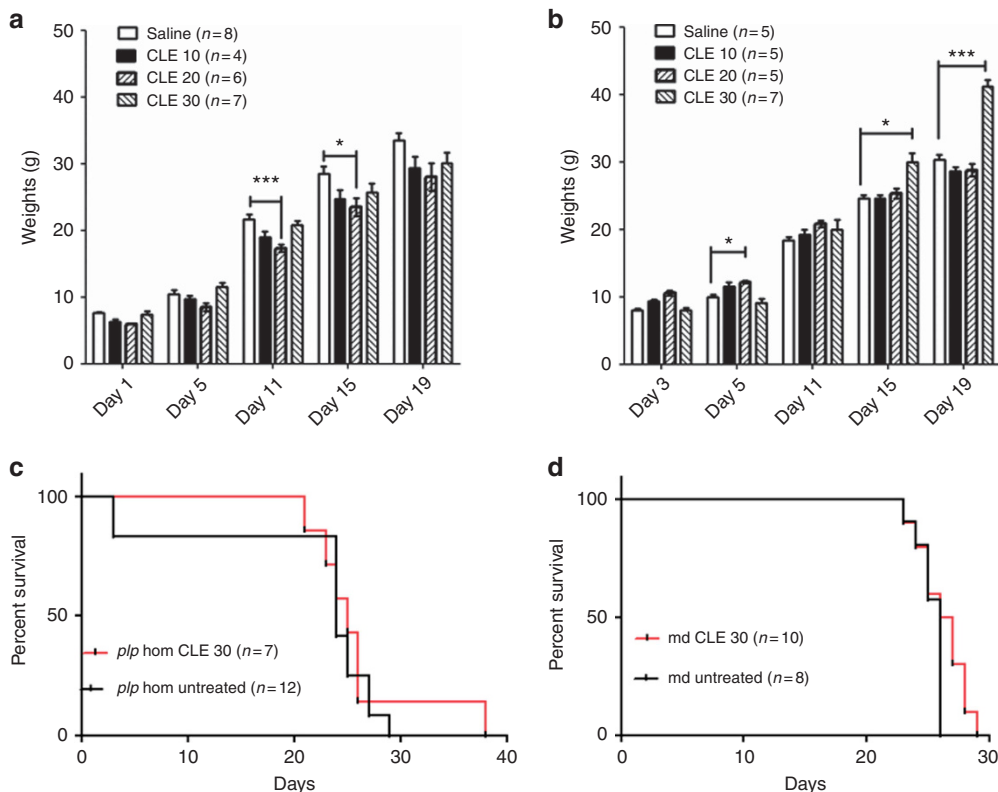 a
50
40
30
20
10
0
Weights (g)
Saline (n=8)
CLE 10 (n=4)
CLE 20 (n=6)
CLE 30 (n=7)
***
*
Day 1
Day 5
Day 11
Day 15
Day 19
b
50
40
30
20
10
0
Weights (g)
Saline (n=5)
CLE 10 (n=5)
CLE 20 (n=5)
CLE 30 (n=7)
*
*
***
Day 3
Day 5
Day 11
Day 15
Day 19
c
100
50
0
Percent survival
plp hom CLE 30 (n=7)
plp hom untreated (n=12)
0
10
20
30
40
Days
d
100
50
0
Percent survival
md CLE 30 (n=10)
md untreated (n=8)
0
10
20
30
Days